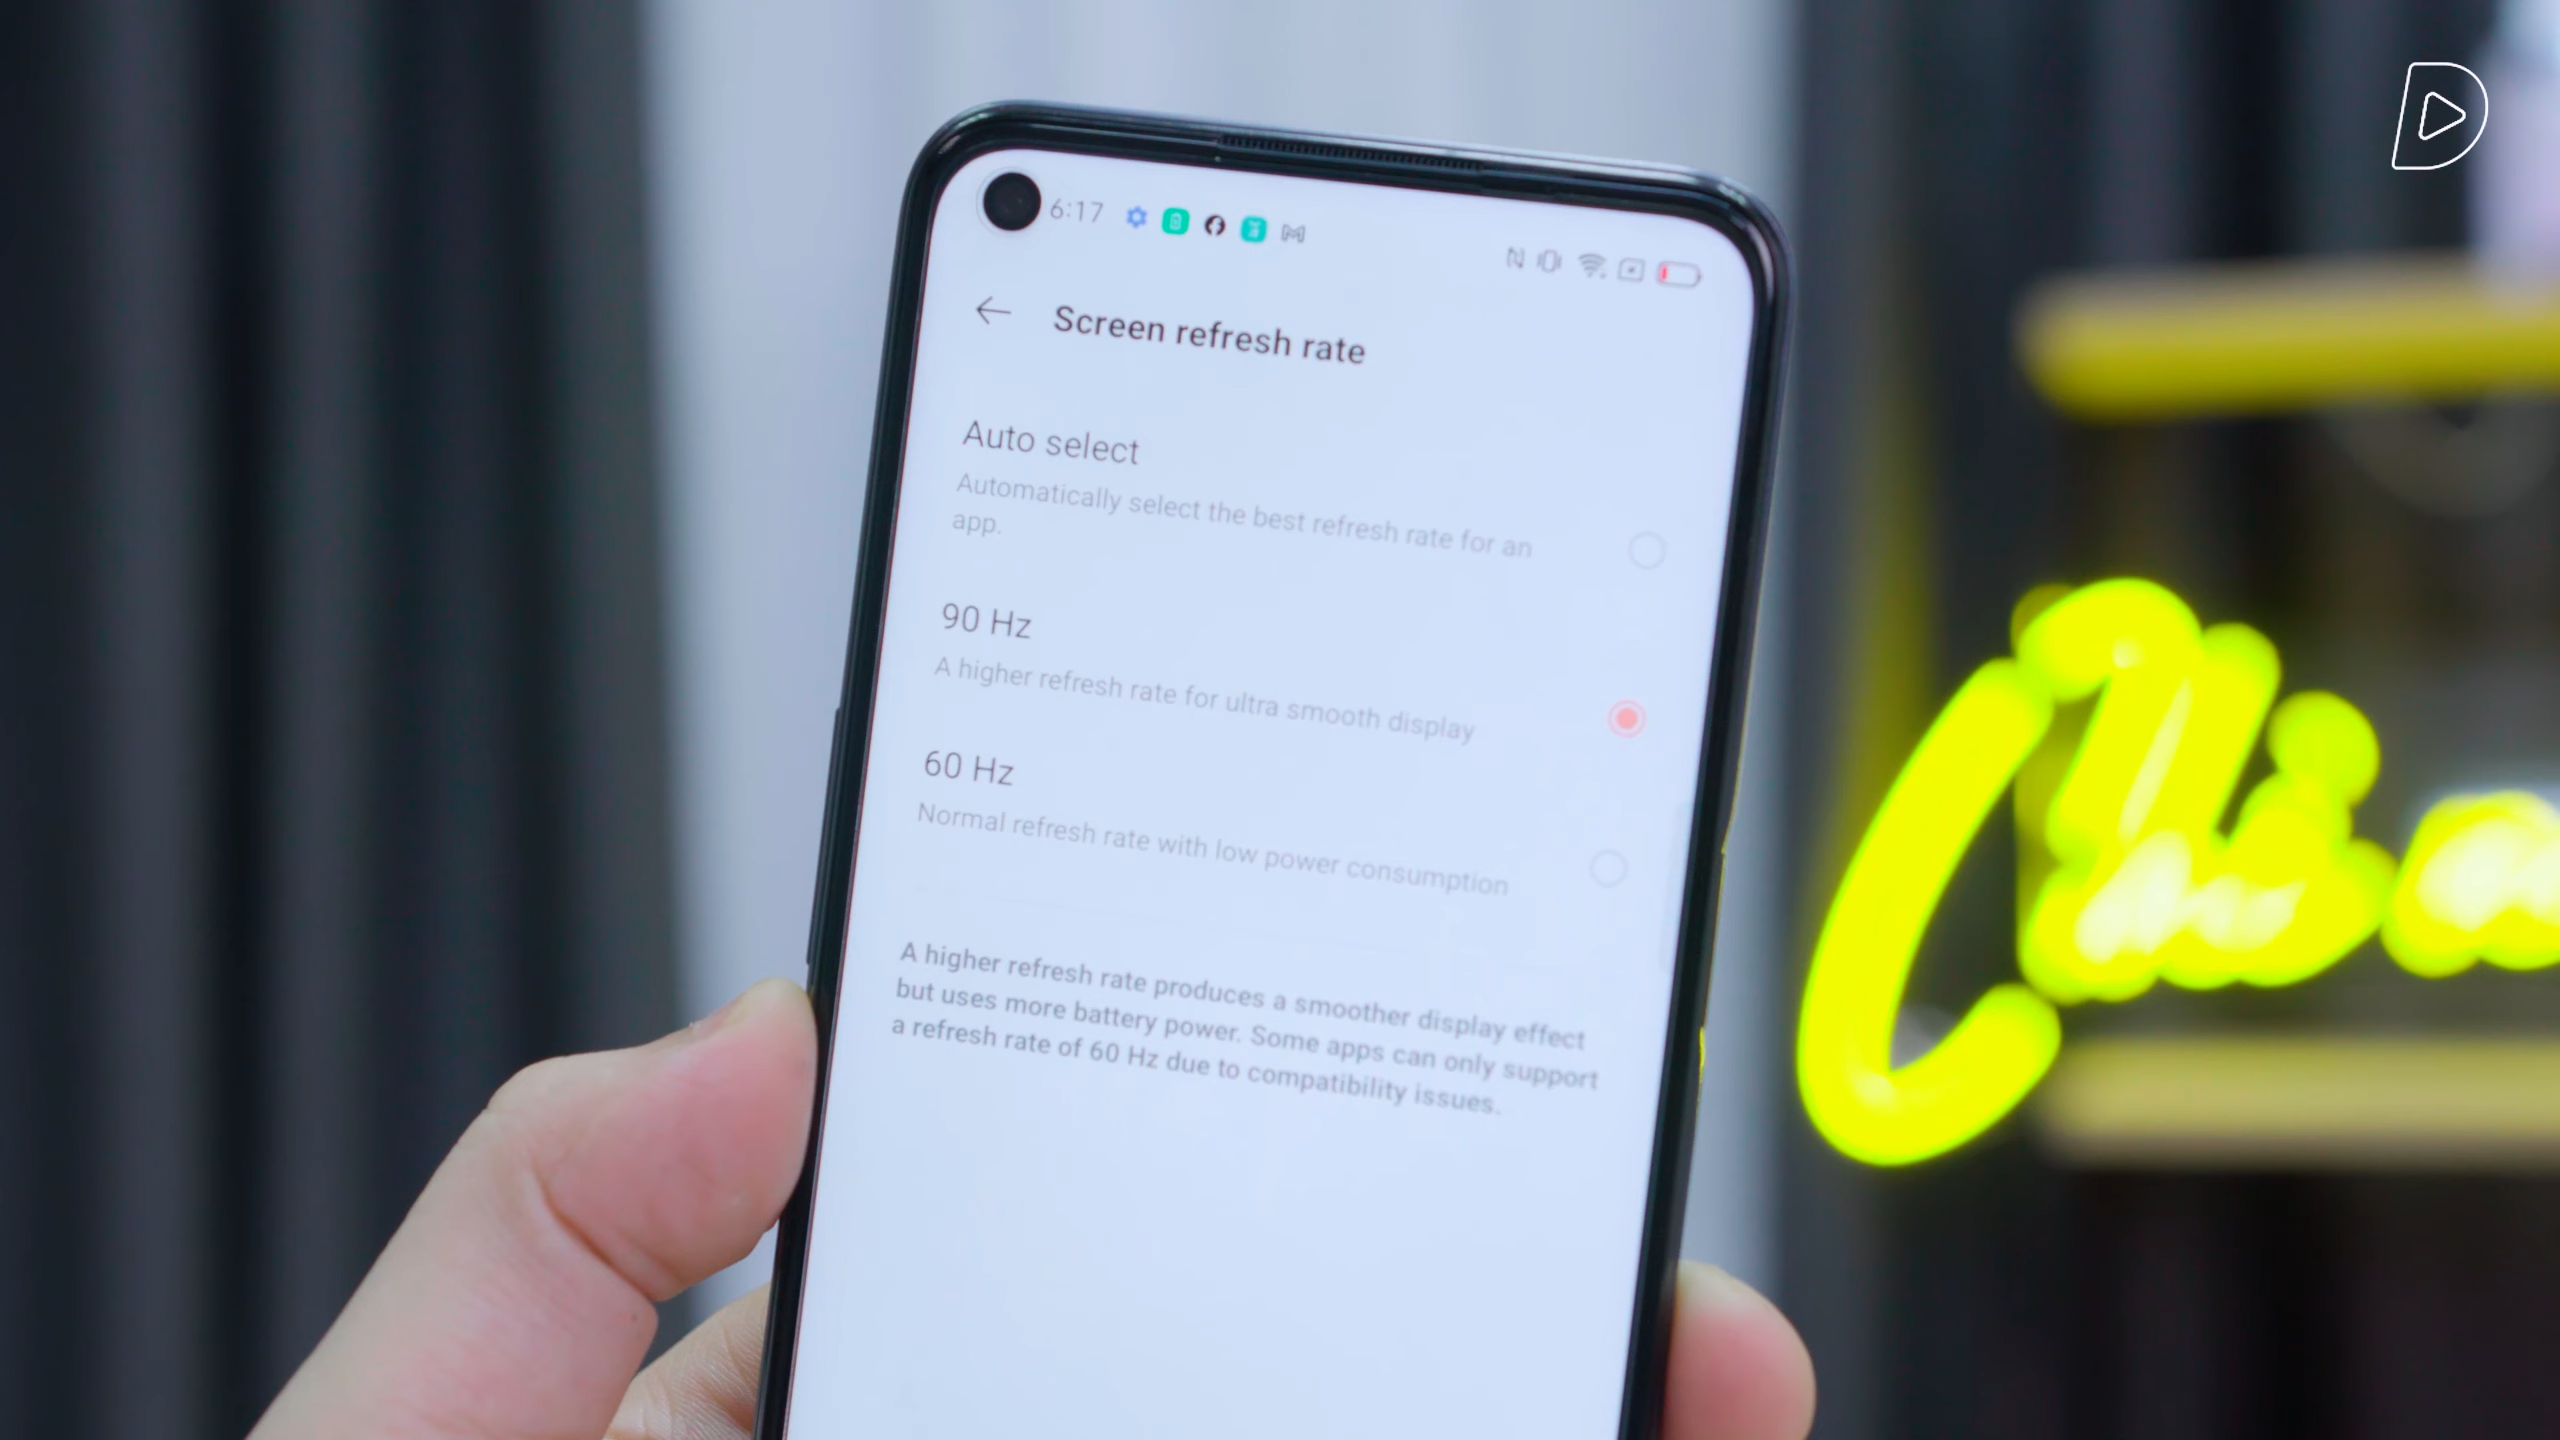 6:17
Screen refresh rate
Auto select
Automatically select the best refresh rate for an
app.
90 Hz
A higher refresh rate for ultra smooth display
60 Hz
Normal refresh rate with low power consumption
A higher refresh rate produces a smoother display effect
but uses more battery power. Some apps can only support
a refresh rate of 60 Hz due to compatibility issues.